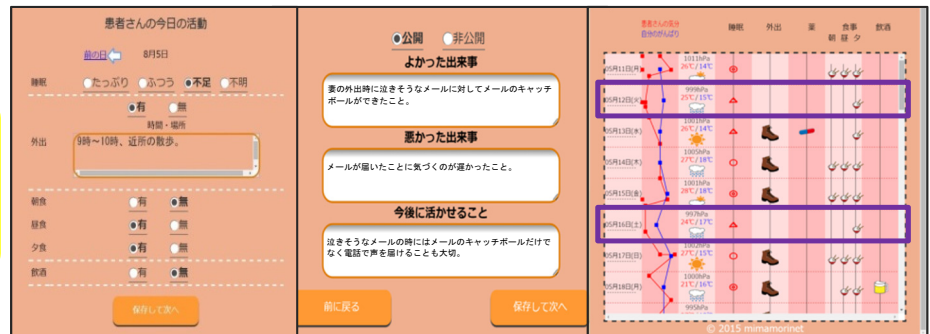 患者さんの今日の活動
前の日 8月5日
睡眠 たっぷり ふつう 不足 不明
有 無
時間・場所
外出 9時～10時、近所の散歩。
朝食 有 無
昼食 有 無
夕食 有 無
飲酒 有 無
保存して次へ
公開 非公開
よかった出来事
妻の外出時に泣きそうなメールに対してメールのキャッチ
ボールができたこと。
悪かった出来事
メールが届いたことに気づくのが遅かったこと。
今後に活かせること
泣きそうなメールの時にはメールのキャッチボールだけで
なく電話で声を届けることも大切。
前に戻る 保存して次へ
患者さんの気分 睡眠 外出 薬 食事 飲酒
自分のがんばり 朝 昼 夕
1011hPa
05月11日(月) 26℃/14℃
999hPa
05月12日(火) 25℃/15℃
1001hPa
05月13日(水) 26℃/14℃
1005hPa
05月14日(木) 27℃/18℃
1001hPa
05月15日(金) 28℃/18℃
997hPa
05月16日(土) 24℃/17℃
1002hPa
05月17日(日) 27℃/15℃
1000hPa
05月18日(月) 21℃/16℃
995hPa
© 2015 mimamorinet